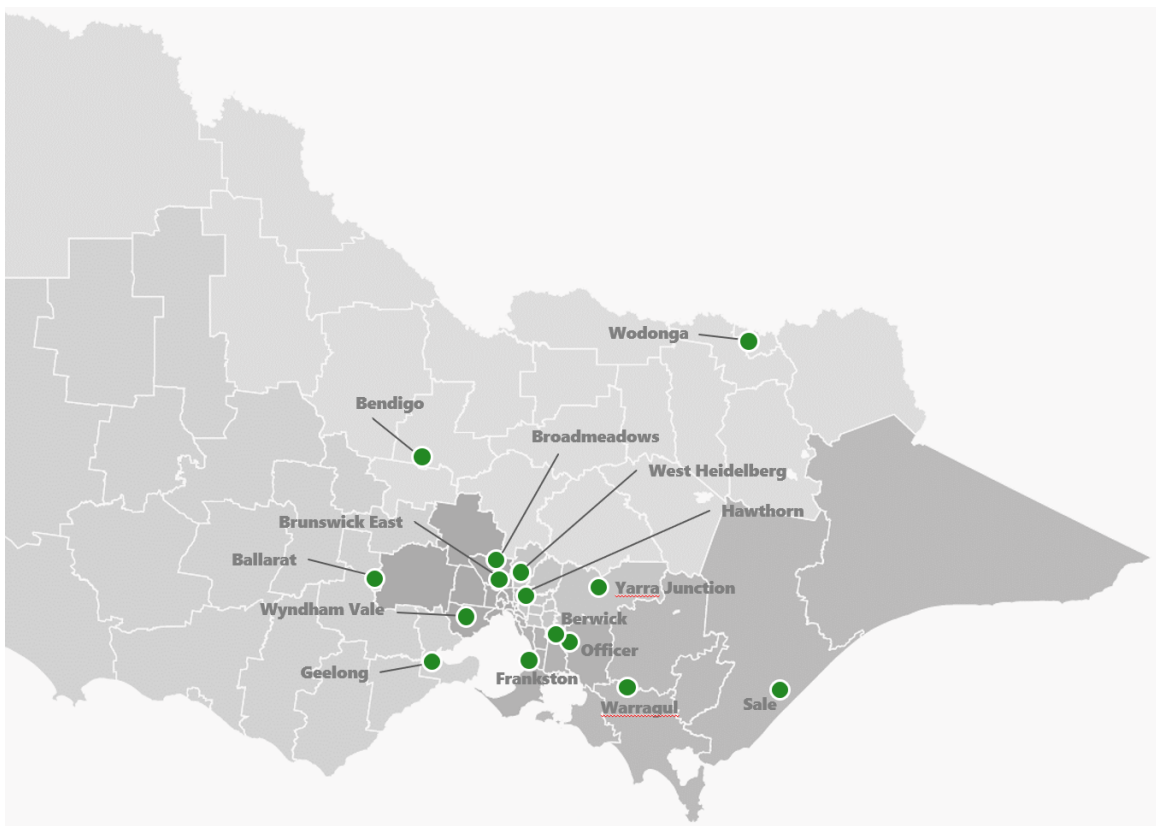 Wodonga
Bendigo
Broadmeadows
West Heidelberg
Hawthorn
Brunswick East
Ballarat
Yarra Junction
Wyndham Vale
Berwick
Officer
Geelong
Frankston
Warragul
Sale